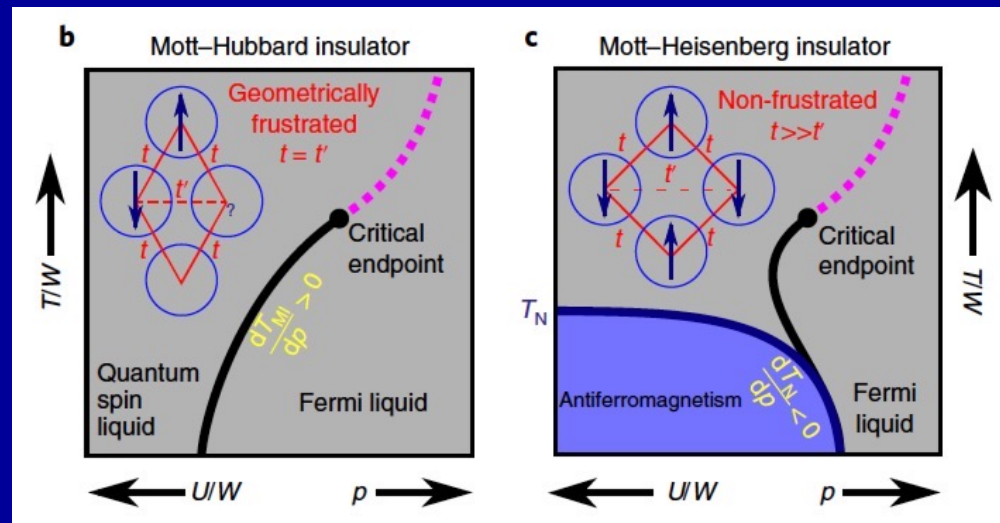 b
Mott–Hubbard insulator
Geometrically
frustrated
t = t'
t
t
t'
?
t
t
Critical
endpoint
dT_MI/dp > 0
Quantum
spin
liquid
Fermi liquid
T/W
U/W
p
c
Mott–Heisenberg insulator
Non-frustrated
t>>t'
t
t
t'
t
t
Critical
endpoint
T_N
Antiferromagnetism
dT_N/dp < 0
Fermi
liquid
T/W
U/W
p